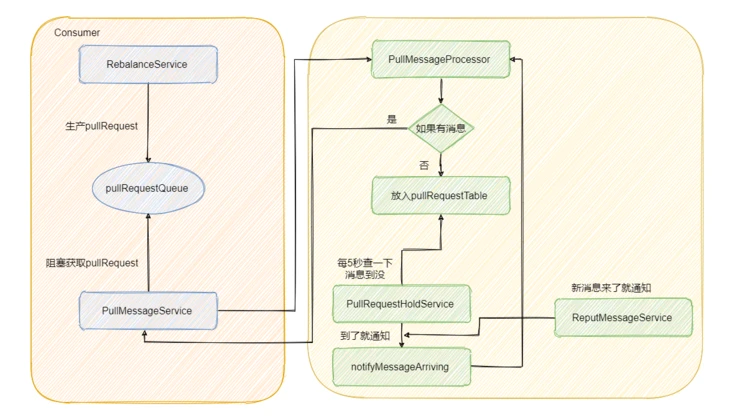 Consumer
RebalanceService
生产pullRequest
pullRequestQueue
阻塞获取pullRequest
PullMessageService
PullMessageProcessor
是
如果有消息
否
放入pullRequestTable
每5秒查一下
消息到没
PullRequestHoldService
到了就通知
notifyMessageArriving
新消息来了就通知
ReputMessageService